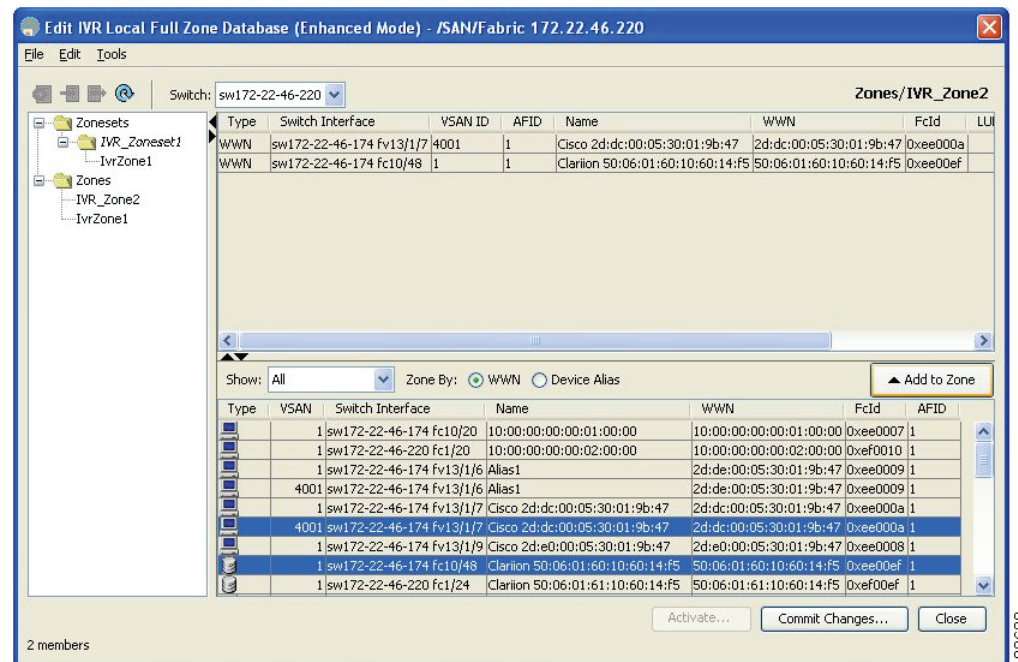 Edit IVR Local Full Zone Database (Enhanced Mode) - /SAN/Fabric 172.22.46.220
File Edit Tools
Switch: sw172-22-46-220 Zones/IVR_Zone2
Zonesets
IVR_Zoneset1
IvrZone1
Zones
IVR_Zone2
IvrZone1
Type Switch Interface VSAN ID AFID Name WWN FcId LU
WWN sw172-22-46-174 fv13/1/7 4001 1 Cisco 2d:dc:00:05:30:01:9b:47 2d:dc:00:05:30:01:9b:47 0xee000a
WWN sw172-22-46-174 fc10/48 1 1 Clariion 50:06:01:60:10:60:14:f5 50:06:01:60:10:60:14:f5 0xee00ef
Show: All Zone By: WWN Device Alias Add to Zone
Type VSAN Switch Interface Name WWN FcId AFID
1 sw172-22-46-174 fc10/20 10:00:00:00:00:01:00:00 10:00:00:00:00:01:00:00 0xee0007 1
1 sw172-22-46-220 fc1/20 10:00:00:00:00:02:00:00 10:00:00:00:00:02:00:00 0xef0010 1
1 sw172-22-46-174 fv13/1/6 Alias1 2d:de:00:05:30:01:9b:47 0xee0009 1
4001 sw172-22-46-174 fv13/1/6 Alias1 2d:de:00:05:30:01:9b:47 0xee0009 1
1 sw172-22-46-174 fv13/1/7 Cisco 2d:dc:00:05:30:01:9b:47 2d:dc:00:05:30:01:9b:47 0xee000a 1
4001 sw172-22-46-174 fv13/1/7 Cisco 2d:dc:00:05:30:01:9b:47 2d:dc:00:05:30:01:9b:47 0xee000a 1
1 sw172-22-46-174 fv13/1/9 Cisco 2d:e0:00:05:30:01:9b:47 2d:e0:00:05:30:01:9b:47 0xee0008 1
1 sw172-22-46-174 fc10/48 Clariion 50:06:01:60:10:60:14:f5 50:06:01:60:10:60:14:f5 0xee00ef 1
1 sw172-22-46-220 fc1/24 Clariion 50:06:01:61:10:60:14:f5 50:06:01:61:10:60:14:f5 0xef00ef 1
Activate... Commit Changes... Close
2 members